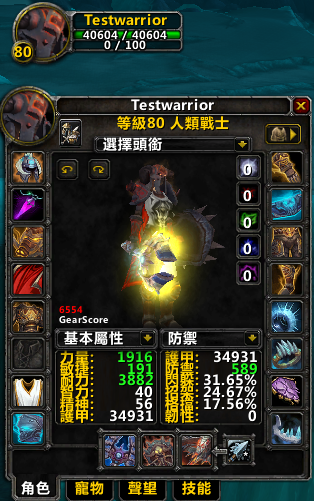 Testwarrior
40604 / 40604
0 / 100
80
Testwarrior
等級80 人類戰士
選擇頭銜
0
0
0
0
0
6554
GearScore
基本屬性
防禦
力量: 1916
敏捷: 191
耐力: 3882
智力: 40
精神: 56
護甲: 34931
護甲: 34931
防禦: 589
閃躲: 31.65%
招架: 24.67%
格擋: 17.56%
韌性: 0
角色
寵物
聲望
技能